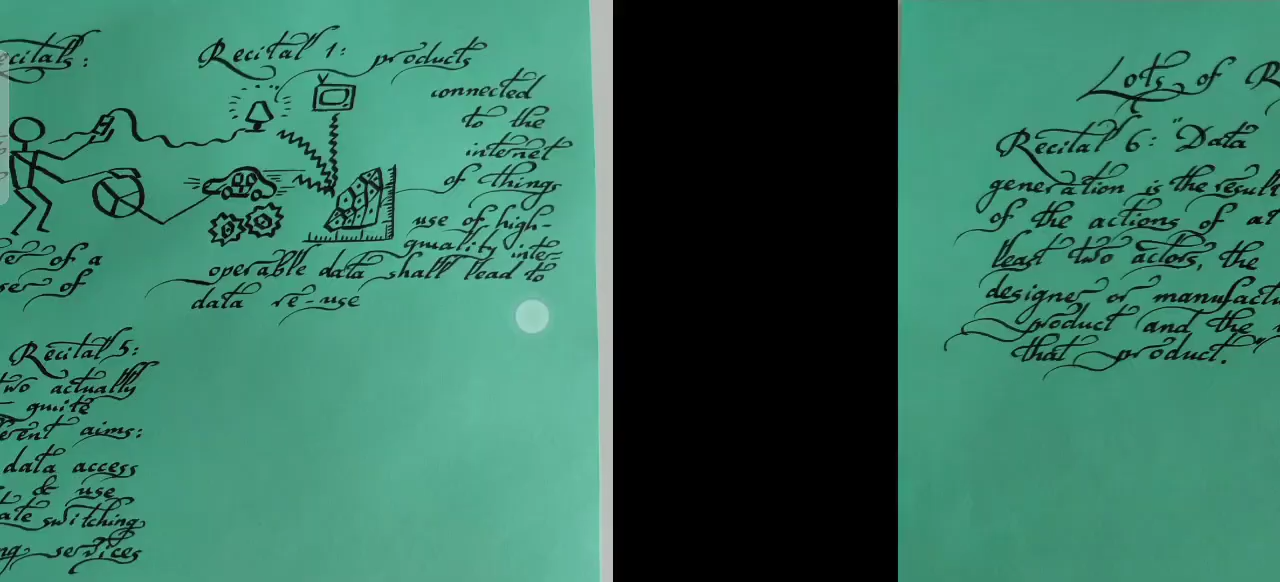 ecitals:
Recital 1: products
connected
to the
internet
of things
use of high-
quality inter-
operable data shall lead to
data re-use
er of a
ser of
Recital 5:
two actually
quite
erent aims:
data access
& use
ate switching
ng services
Lots of R
Recital 6: "Data
generation is the result
of the actions of at
least two actors, the
designer or manufactu
product and the
that product."